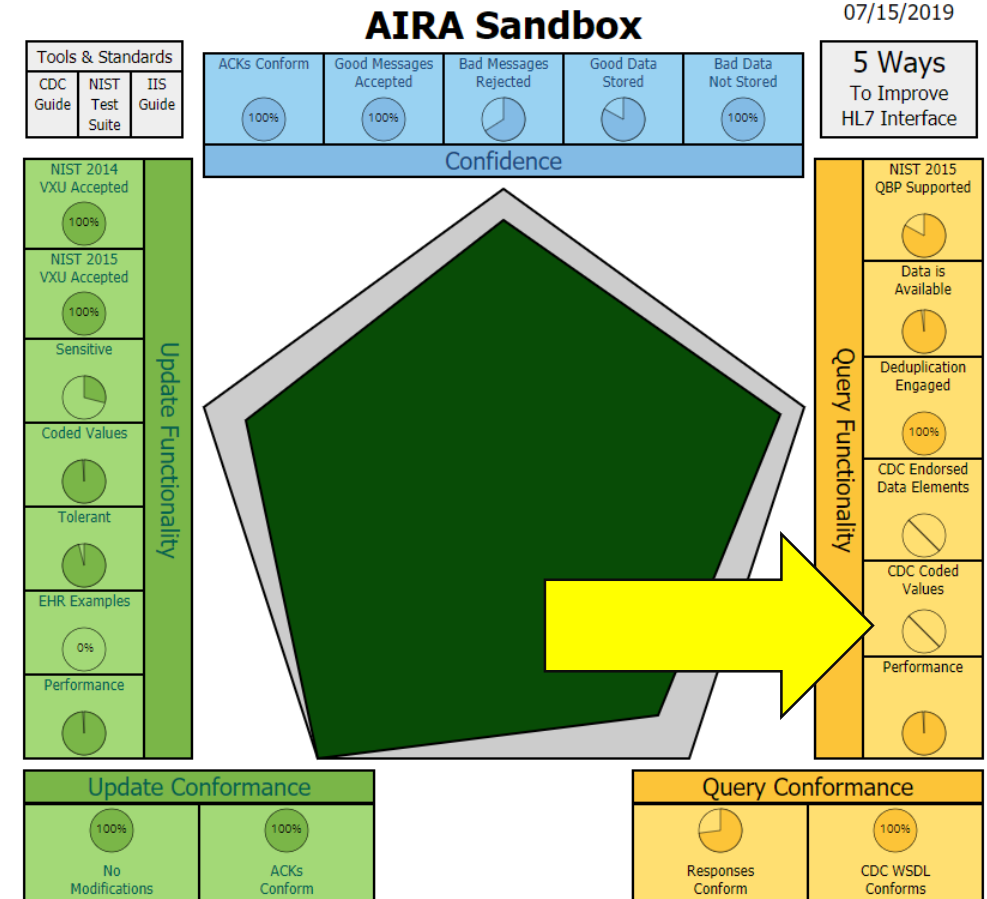 AIRA Sandbox
07/15/2019
Tools & Standards
CDC
Guide
NIST
Test
Suite
IIS
Guide
ACKs Conform
100%
Good Messages
Accepted
100%
Bad Messages
Rejected
Good Data
Stored
Bad Data
Not Stored
100%
Confidence
5 Ways
To Improve
HL7 Interface
NIST 2014
VXU Accepted
100%
NIST 2015
VXU Accepted
100%
Sensitive
Coded Values
Tolerant
EHR Examples
0%
Performance
Update Functionality
Query Functionality
NIST 2015
QBP Supported
Data is
Available
Deduplication
Engaged
100%
CDC Endorsed
Data Elements
CDC Coded
Values
Performance
Update Conformance
100%
No
Modifications
100%
ACKs
Conform
Query Conformance
Responses
Conform
100%
CDC WSDL
Conforms